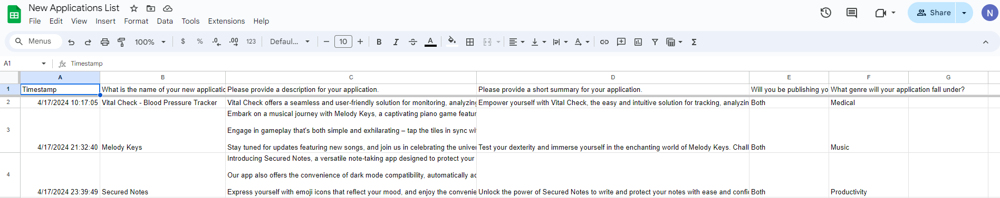 New Applications List
File Edit View Insert Format Data Tools Extensions Help
Share
N
Menus 100% $ % .0 .00 123 Defaul... 10 B I A
A1 fx Timestamp
A B C D E F G
1 Timestamp What is the name of your new applicatic Please provide a description for your application. Please provide a short summary for your application. Will you be publishing yo What genre will your application fall under?
2 4/17/2024 10:17:05 Vital Check - Blood Pressure Tracker Vital Check offers a seamless and user-friendly solution for monitoring, analyzing Empower yourself with Vital Check, the easy and intuitive solution for tracking, analyzin Both Medical
Embark on a musical journey with Melody Keys, a captivating piano game featur
3 Engage in gameplay that's both simple and exhilarating – tap the tiles in sync wi
4/17/2024 21:32:40 Melody Keys Stay tuned for updates featuring new songs, and join us in celebrating the univer Test your dexterity and immerse yourself in the enchanting world of Melody Keys. Chall Both Music
Introducing Secured Notes, a versatile note-taking app designed to protect your
4 Our app also offers the convenience of dark mode compatibility, automatically ac
4/17/2024 23:39:49 Secured Notes Express yourself with emoji icons that reflect your mood, and enjoy the convenie Unlock the power of Secured Notes to write and protect your notes with ease and confi Both Productivity